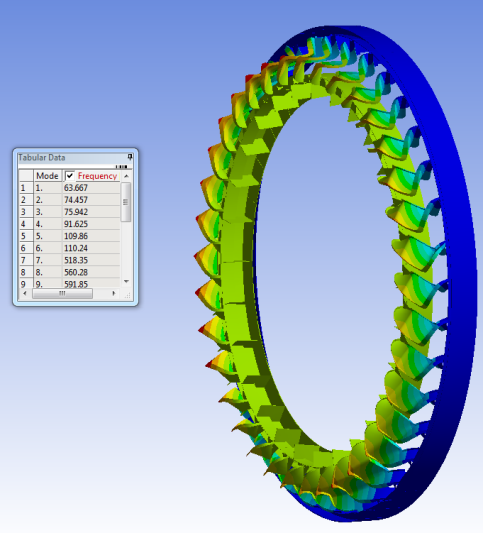 Tabular Data
Mode Frequency
1 1. 63.667
2 2. 74.457
3 3. 75.942
4 4. 91.625
5 5. 109.86
6 6. 110.24
7 7. 518.35
8 8. 560.28
9 9. 591.85